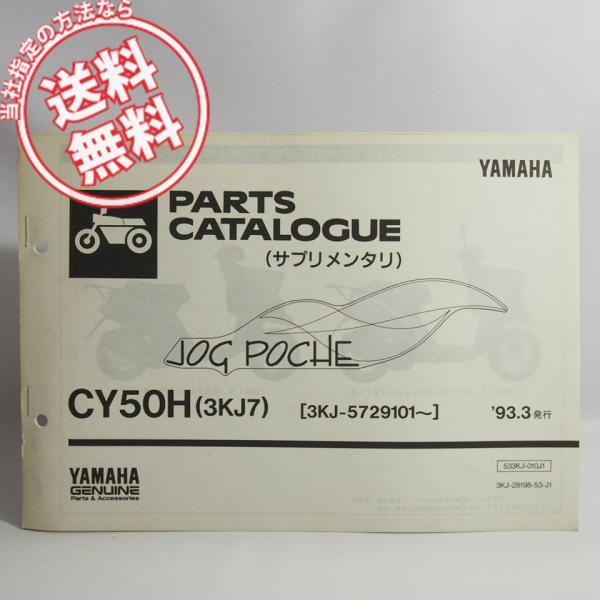 当社指定の方法なら
送料
無料
YAMAHA
PARTS
CATALOGUE
(サプリメンタリ)
JOG POCHE
CY50H (3KJ7) [3KJ-5729101~] '93.3 発行
533KJ-010J1
3KJ-28198-53-J1
YAMAHA
GENUINE
Parts & Accessories